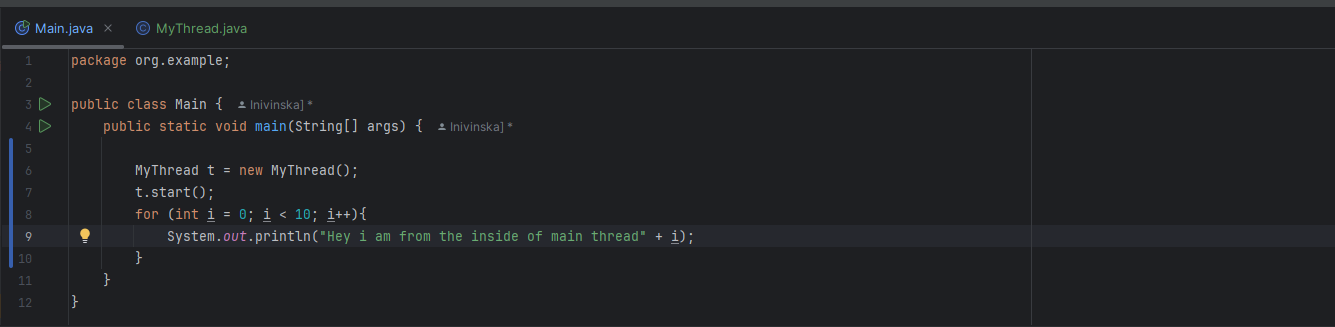 Main.java
MyThread.java
1 package org.example;
2
3 public class Main { lnivinska] *
4 public static void main(String[] args) { lnivinska] *
5
6 MyThread t = new MyThread();
7 t.start();
8 for (int i = 0; i < 10; i++){
9 System.out.println("Hey i am from the inside of main thread" + i);
10 }
11 }
12 }